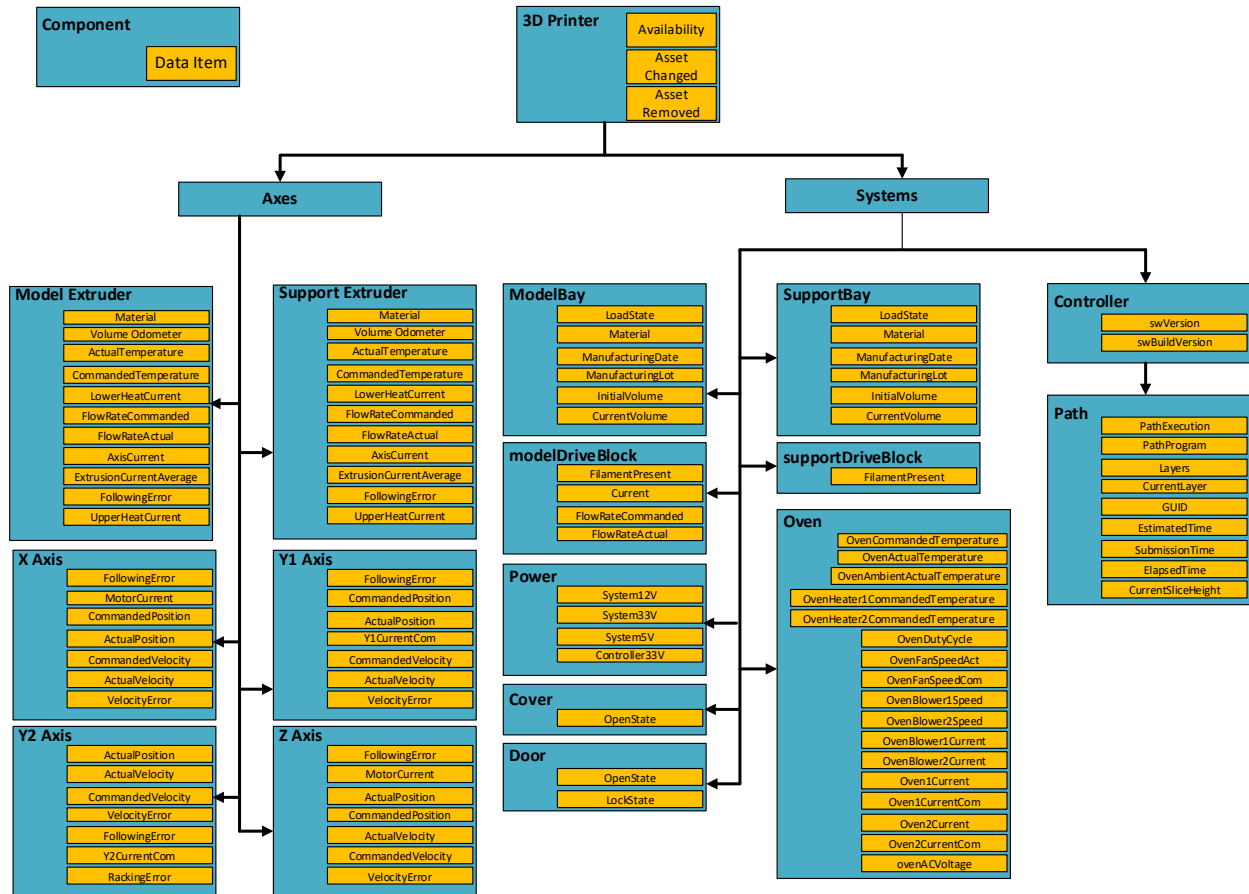 Component
Data Item
3D Printer
Availability
Asset
Changed
Asset
Removed
Axes
Systems
Model Extruder
Material
Volume Odometer
ActualTemperature
CommandedTemperature
LowerHeatCurrent
FlowRateCommanded
FlowRateActual
AxisCurrent
ExtrusionCurrentAverage
FollowingError
UpperHeatCurrent
Support Extruder
Material
Volume Odometer
ActualTemperature
CommandedTemperature
LowerHeatCurrent
FlowRateCommanded
FlowRateActual
AxisCurrent
ExtrusionCurrentAverage
FollowingError
UpperHeatCurrent
X Axis
FollowingError
MotorCurrent
CommandedPosition
ActualPosition
CommandedVelocity
ActualVelocity
VelocityError
Y1 Axis
FollowingError
CommandedPosition
ActualPosition
Y1CurrentCom
CommandedVelocity
ActualVelocity
VelocityError
Y2 Axis
ActualPosition
ActualVelocity
CommandedVelocity
VelocityError
FollowingError
Y2CurrentCom
RackingError
Z Axis
FollowingError
MotorCurrent
ActualPosition
CommandedPosition
ActualVelocity
CommandedVelocity
VelocityError
ModelBay
LoadState
Material
ManufacturingDate
ManufacturingLot
InitialVolume
CurrentVolume
SupportBay
LoadState
Material
ManufacturingDate
ManufacturingLot
InitialVolume
CurrentVolume
modelDriveBlock
FilamentPresent
Current
FlowRateCommanded
FlowRateActual
supportDriveBlock
FilamentPresent
Power
System12V
System33V
System5V
Controller33V
Cover
OpenState
Door
OpenState
LockState
Oven
OvenCommandedTemperature
OvenActualTemperature
OvenAmbientActualTemperature
OvenHeater1CommandedTemperature
OvenHeater2CommandedTemperature
OvenDutyCycle
OvenFanSpeedAct
OvenFanSpeedCom
OvenBlower1Speed
OvenBlower2Speed
OvenBlower1Current
OvenBlower2Current
Oven1Current
Oven1CurrentCom
Oven2Current
Oven2CurrentCom
ovenACVoltage
Controller
swVersion
swBuildVersion
Path
PathExecution
PathProgram
Layers
CurrentLayer
GUID
EstimatedTime
SubmissionTime
ElapsedTime
CurrentSliceHeight